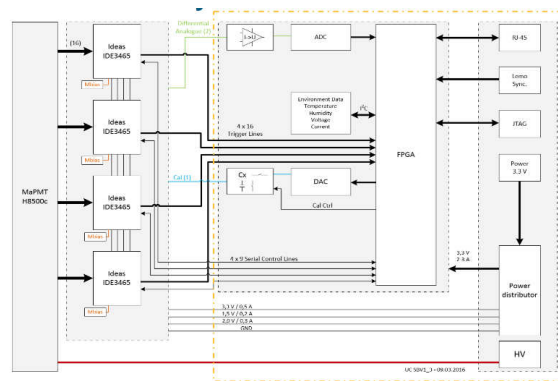 MaPMT
H8500c
(16)
Ideas
IDE3465
Mbias
Ideas
IDE3465
Mbias
Ideas
IDE3465
Mbias
Ideas
IDE3465
Mbias
Differential
Analogue (2)
I->U
ADC
Environment Data
Temperature
Humidity
Voltage
Current
I²C
4 x 16
Trigger Lines
FPGA
Cal (1)
Cx
DAC
Cal Ctrl
4 x 9 Serial Control Lines
3,3 V / 0,5 A
1,5 V / 0,2 A
2,0 V / 0,3 A
GND
RJ-45
Lemo
Sync.
JTAG
Power
3.3 V
3,3 V
2-3 A
Power
distributor
HV
09.03.2016